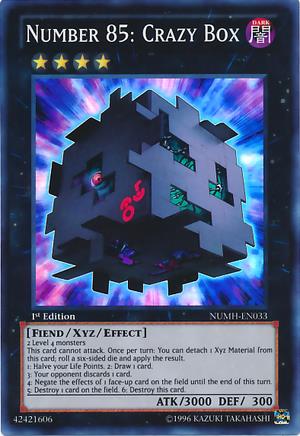 NUMBER 85: CRAZY BOX
DARK
闇
85
1st Edition
NUMH-EN033
[FIEND/XYZ/EFFECT]
2 Level 4 monsters
This card cannot attack. Once per turn: You can detach 1 Xyz Material from
this card; roll a six-sided die and apply the result.
1: Halve your Life Points. 2: Draw 1 card.
3: Your opponent discards 1 card.
4: Negate the effects of 1 face-up card on the field until the end of this turn.
5: Destroy 1 card on the field. 6: Destroy this card.
ATK/3000 DEF/ 300
42421606
©1996 KAZUKI TAKAHASHI